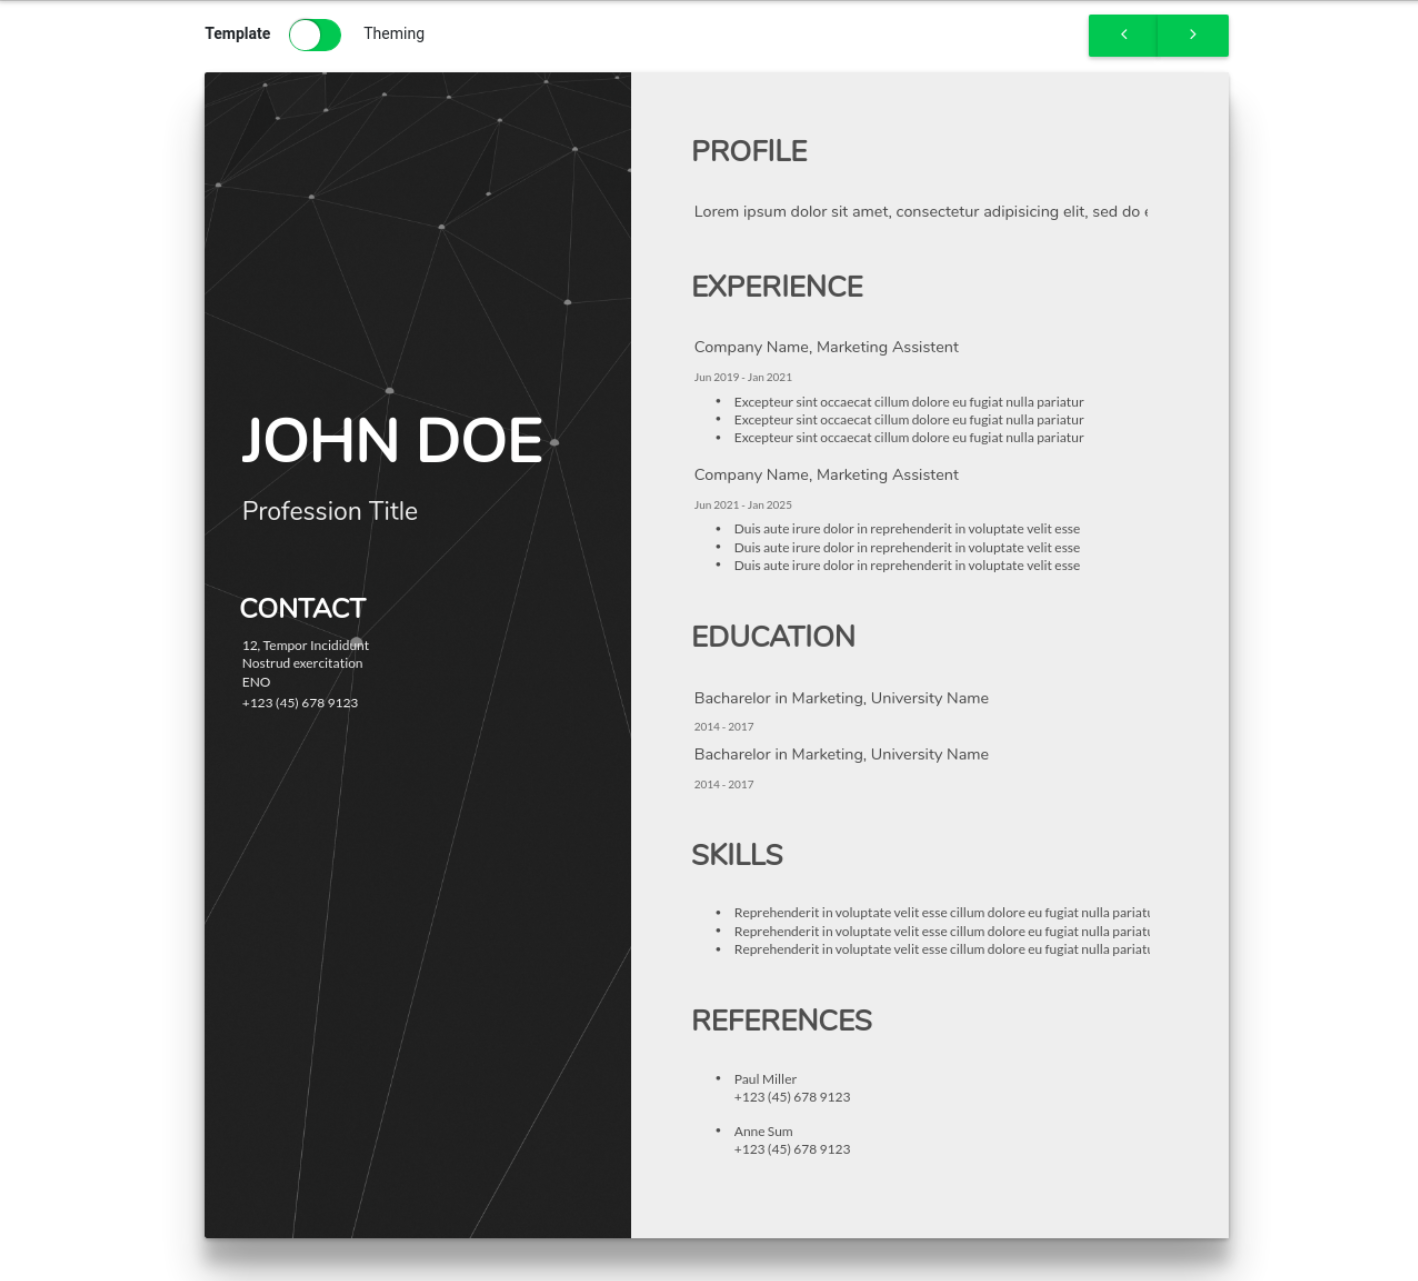 Template Theming
JOHN DOE
Profession Title
CONTACT
12, Tempor Incididunt
Nostrud exercitation
ENO
+123 (45) 678 9123
PROFILE
Lorem ipsum dolor sit amet, consectetur adipisicing elit, sed do
EXPERIENCE
Company Name, Marketing Assistent
Jun 2019 - Jan 2021
• Excepteur sint occaecat cillum dolore eu fugiat nulla pariatur
• Excepteur sint occaecat cillum dolore eu fugiat nulla pariatur
• Excepteur sint occaecat cillum dolore eu fugiat nulla pariatur
Company Name, Marketing Assistent
Jun 2021 - Jan 2025
• Duis aute irure dolor in reprehenderit in voluptate velit esse
• Duis aute irure dolor in reprehenderit in voluptate velit esse
• Duis aute irure dolor in reprehenderit in voluptate velit esse
EDUCATION
Bacharelor in Marketing, University Name
2014 - 2017
Bacharelor in Marketing, University Name
2014 - 2017
SKILLS
• Reprehenderit in voluptate velit esse cillum dolore eu fugiat nulla
• Reprehenderit in voluptate velit esse cillum dolore eu fugiat nulla
• Reprehenderit in voluptate velit esse cillum dolore eu fugiat nulla
REFERENCES
• Paul Miller
+123 (45) 678 9123
• Anne Sum
+123 (45) 678 9123